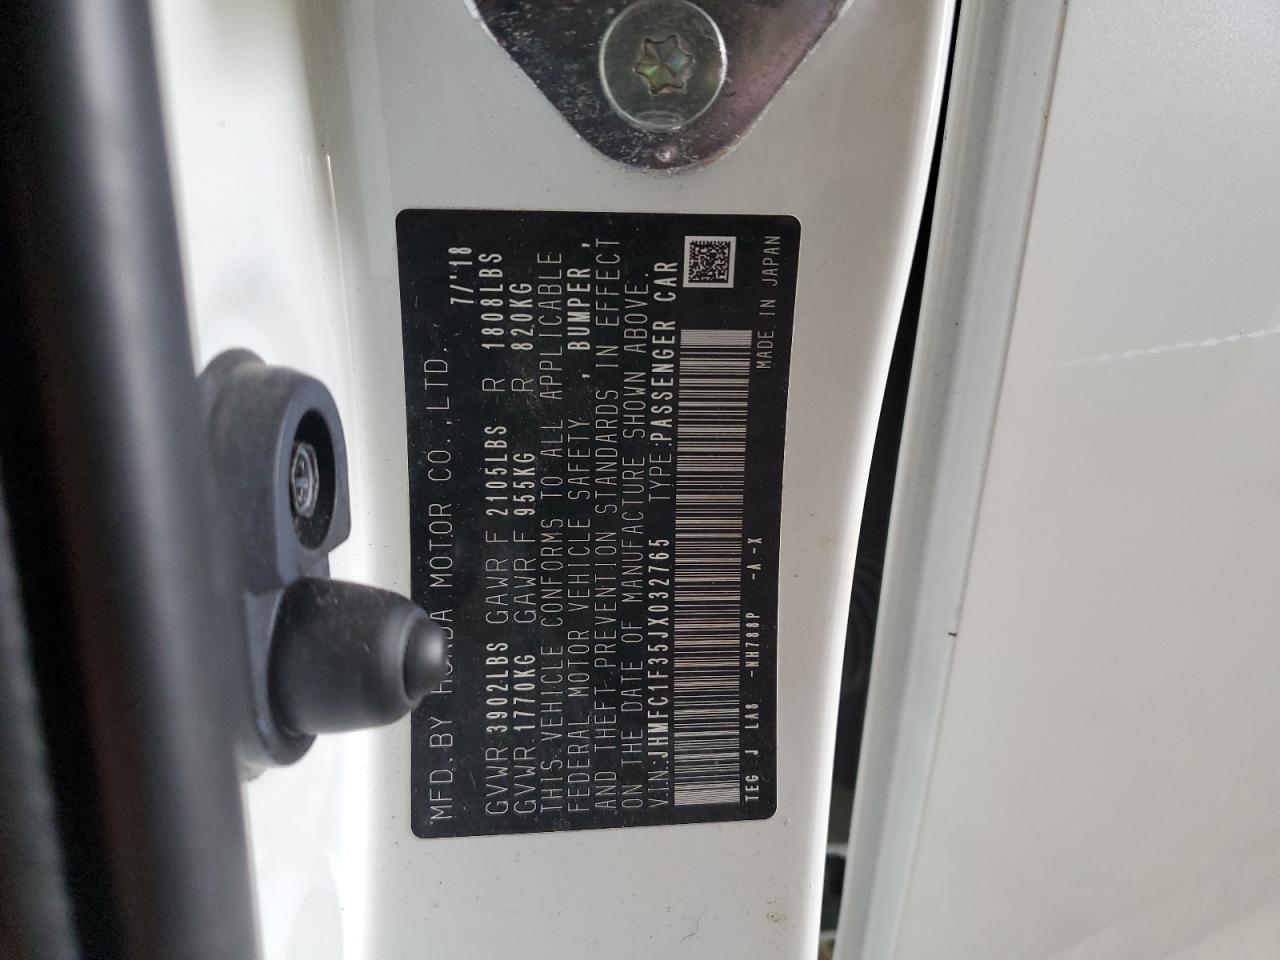 MFD. BY HONDA MOTOR CO., LTD. 7/'18
GVWR 3902LBS GAWR F 2105LBS R 1808LBS
GVWR 1770KG GAWR F 955KG R 820KG
THIS VEHICLE CONFORMS TO ALL APPLICABLE
FEDERAL MOTOR VEHICLE SAFETY , BUMPER ,
AND THEFT PREVENTION STANDARDS IN EFFECT
ON THE DATE OF MANUFACTURE SHOWN ABOVE.
V.I.N:JHMFC1F35JX032765 TYPE:PASSENGER CAR
TEG J LA8 -NH788P -A -X
MADE IN JAPAN